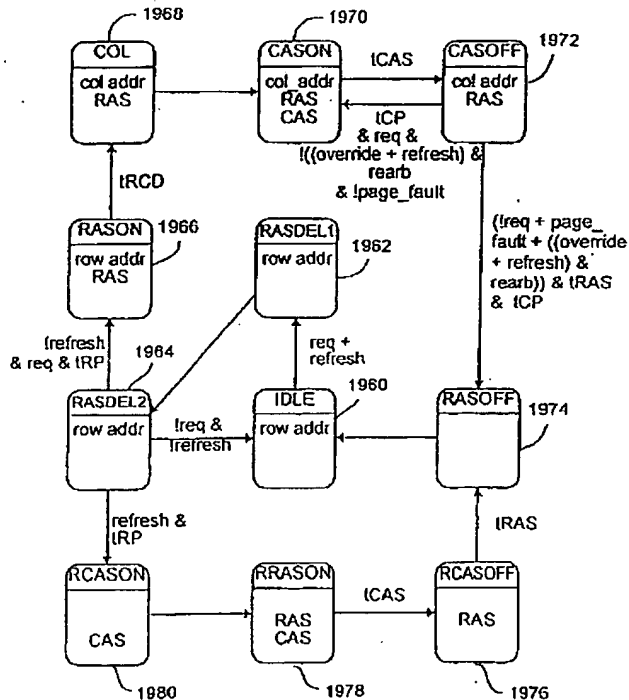 1968
COL
col addr
RAS
1970
CASON
col_addr
RAS
CAS
tCAS
CASOFF
col addr
RAS
1972
tCP
& req &
!((override + refresh) &
rearb
& !page_fault
tRCD
RASON
row addr
RAS
1966
RASDEL1
row addr
1962
(!req + page_
fault + ((override
+ refresh) &
rearb)) & tRAS
& tCP
!refresh
& req & tRP
1964
req +
refresh
RASDEL2
row addr
!req &
!refresh
IDLE
row addr
1960
RASOFF
1974
refresh &
tRP
tRAS
RCASON
CAS
1980
RRASON
RAS
CAS
1978
tCAS
RCASOFF
RAS
1976